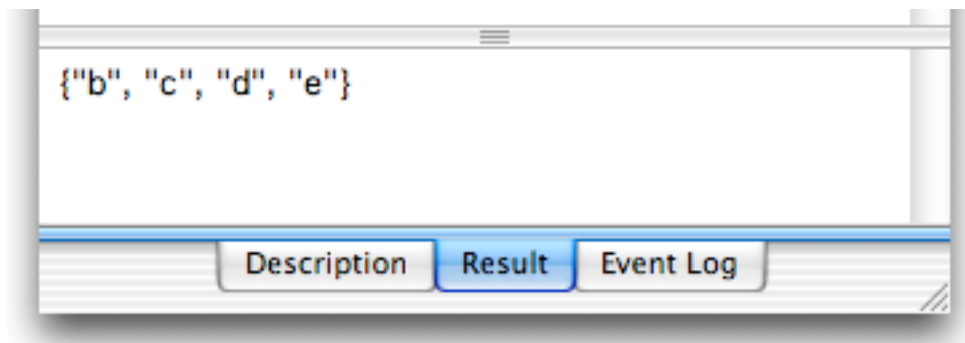 {"b", "c", "d", "e"}
Description Result Event Log